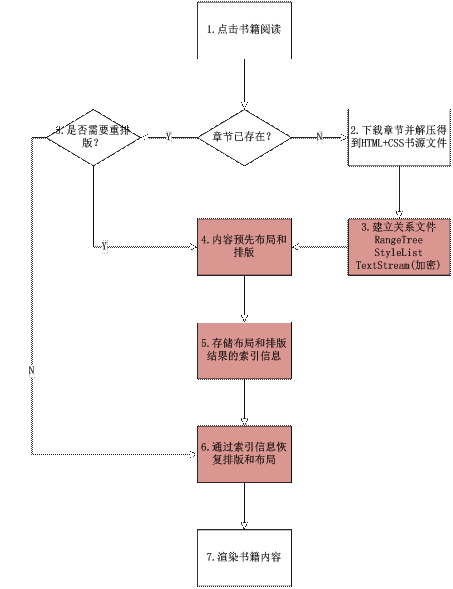 1.点击书籍阅读
3.是否需要重排
版？
Y
章节已存在？
N
2.下载章节并解压得
到HTML+CSS书源文件
3.建立关系文件
RangeTree
StyleList
TextStream(加密)
4.内容预先布局和
排版
Y
5.存储布局和排版
结果的索引信息
N
6.通过索引信息恢
复排版和布局
7.渲染书籍内容